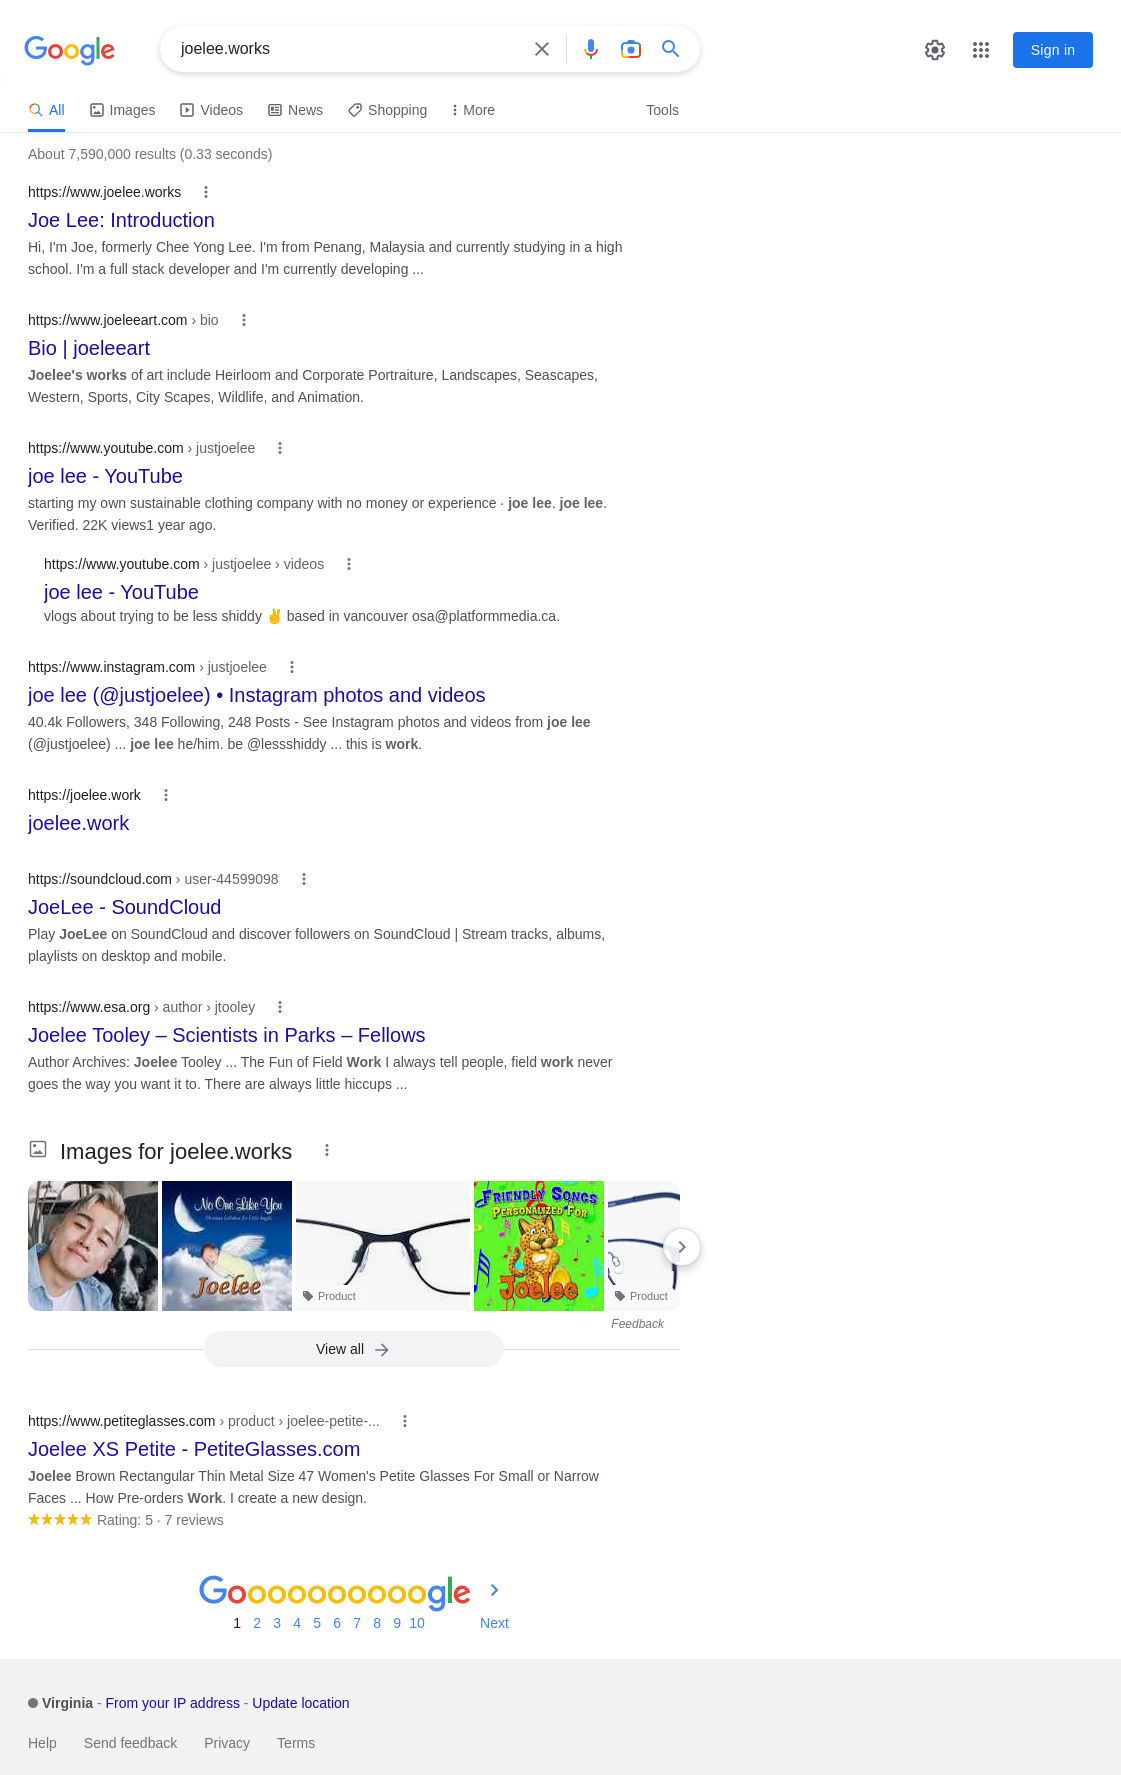 Google
joelee.works
Sign in
All
Images
Videos
News
Shopping
More
Tools
About 7,590,000 results (0.33 seconds)
https://www.joelee.works
Joe Lee: Introduction
Hi, I'm Joe, formerly Chee Yong Lee. I'm from Penang, Malaysia and currently studying in a high
school. I'm a full stack developer and I'm currently developing ...
https://www.joeleeart.com › bio
Bio | joeleeart
Joelee's works of art include Heirloom and Corporate Portraiture, Landscapes, Seascapes,
Western, Sports, City Scapes, Wildlife, and Animation.
https://www.youtube.com › justjoelee
joe lee - YouTube
starting my own sustainable clothing company with no money or experience · joe lee. joe lee.
Verified. 22K views1 year ago.
https://www.youtube.com › justjoelee › videos
joe lee - YouTube
vlogs about trying to be less shiddy ✌️ based in vancouver osa@platformmedia.ca.
https://www.instagram.com › justjoelee
joe lee (@justjoelee) • Instagram photos and videos
40.4k Followers, 348 Following, 248 Posts - See Instagram photos and videos from joe lee
(@justjoelee) ... joe lee he/him. be @lessshiddy ... this is work.
https://joelee.work
joelee.work
https://soundcloud.com › user-44599098
JoeLee - SoundCloud
Play JoeLee on SoundCloud and discover followers on SoundCloud | Stream tracks, albums,
playlists on desktop and mobile.
https://www.esa.org › author › jtooley
Joelee Tooley – Scientists in Parks – Fellows
Author Archives: Joelee Tooley ... The Fun of Field Work I always tell people, field work never
goes the way you want it to. There are always little hiccups ...
Images for joelee.works
No One Like You
Joelee
Product
FRIENDLY SONGS
PERSONALIZED FOR
Joelee
Product
Feedback
View all
https://www.petiteglasses.com › product › joelee-petite-...
Joelee XS Petite - PetiteGlasses.com
Joelee Brown Rectangular Thin Metal Size 47 Women's Petite Glasses For Small or Narrow
Faces ... How Pre-orders Work. I create a new design.
Rating: 5 · 7 reviews
Goooooooooogle
1 2 3 4 5 6 7 8 9 10 Next
Virginia - From your IP address - Update location
Help
Send feedback
Privacy
Terms